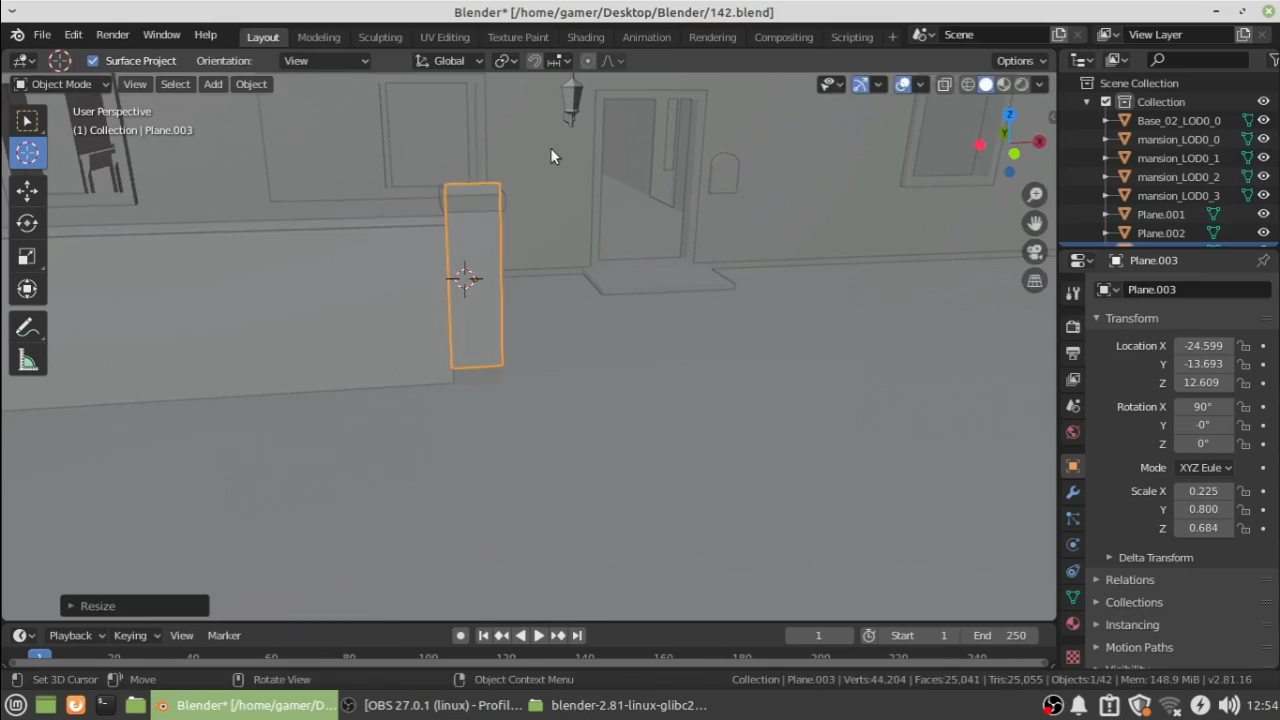 Blender* [/home/gamer/Desktop/Blender/142.blend]
File Edit Render Window Help Layout Modeling Sculpting UV Editing Texture Paint Shading Animation Rendering Compositing Scripting + Scene View Layer
Surface Project Orientation: View Global Options
Object Mode View Select Add Object
User Perspective
(1) Collection | Plane.003
Z
Y
X
Resize
Scene Collection
Collection
Base_02_LOD0_0
mansion_LOD0_0
mansion_LOD0_1
mansion_LOD0_2
mansion_LOD0_3
Plane.001
Plane.002
Plane.003
Plane.003
Transform
Location X -24.599
Y -13.693
Z 12.609
Rotation X 90°
Y -0°
Z 0°
Mode XYZ Eule
Scale X 0.225
Y 0.800
Z 0.684
Delta Transform
Relations
Collections
Instancing
Motion Paths
Playback Keying View Marker 1 Start 1 End 250
1
Set 3D Cursor Move Rotate View Object Context Menu Collection | Plane.003 | Verts:44,204 | Faces:25,041 | Tris:25,055 | Objects:1/42 | Mem: 148.9 MiB | v2.81.16
Blender* [/home/gamer/D... [OBS 27.0.1 (linux) - Profil... blender-2.81-linux-glibc2... 12:54